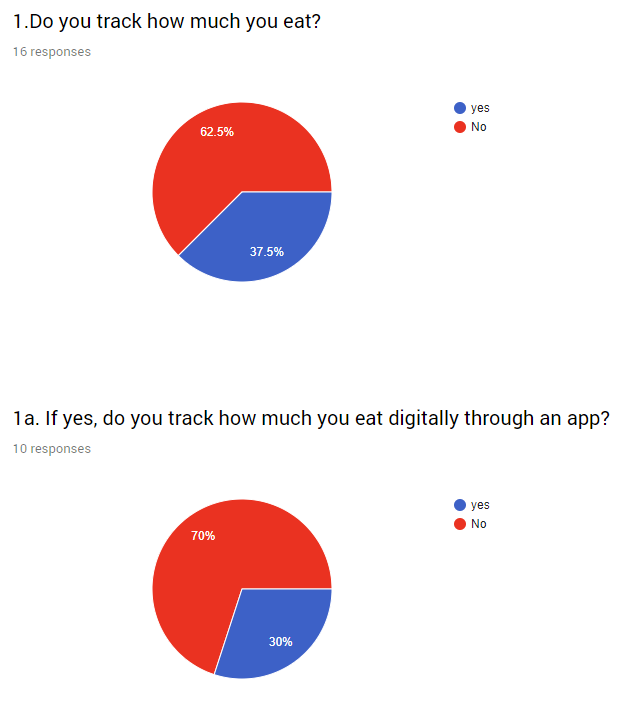 1.Do you track how much you eat?
16 responses
yes
No
62.5%
37.5%
1a. If yes, do you track how much you eat digitally through an app?
10 responses
yes
No
70%
30%